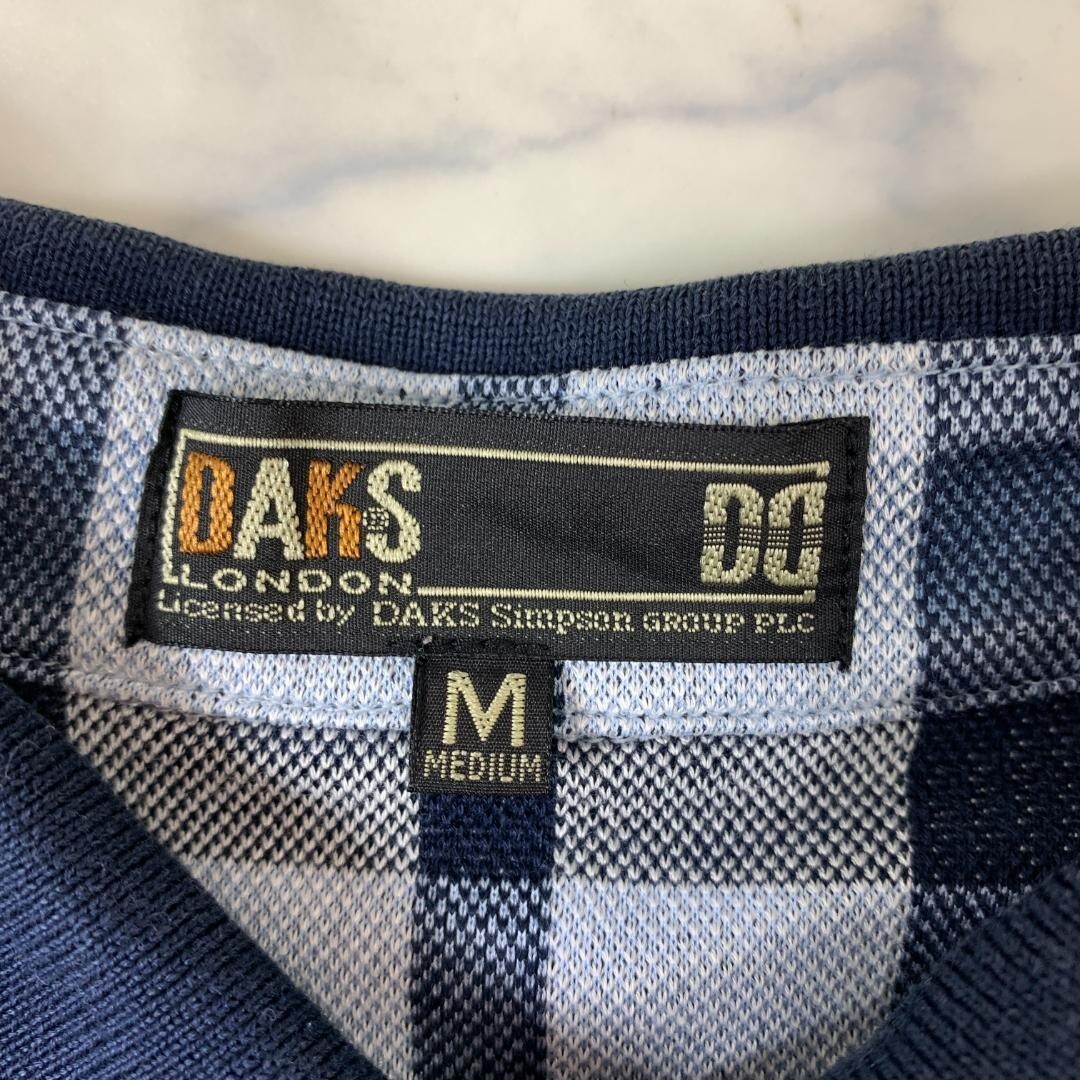 DAKS
DD
LONDON
Licensed by DAKS Simpson GROUP PLC
M
MEDIUM